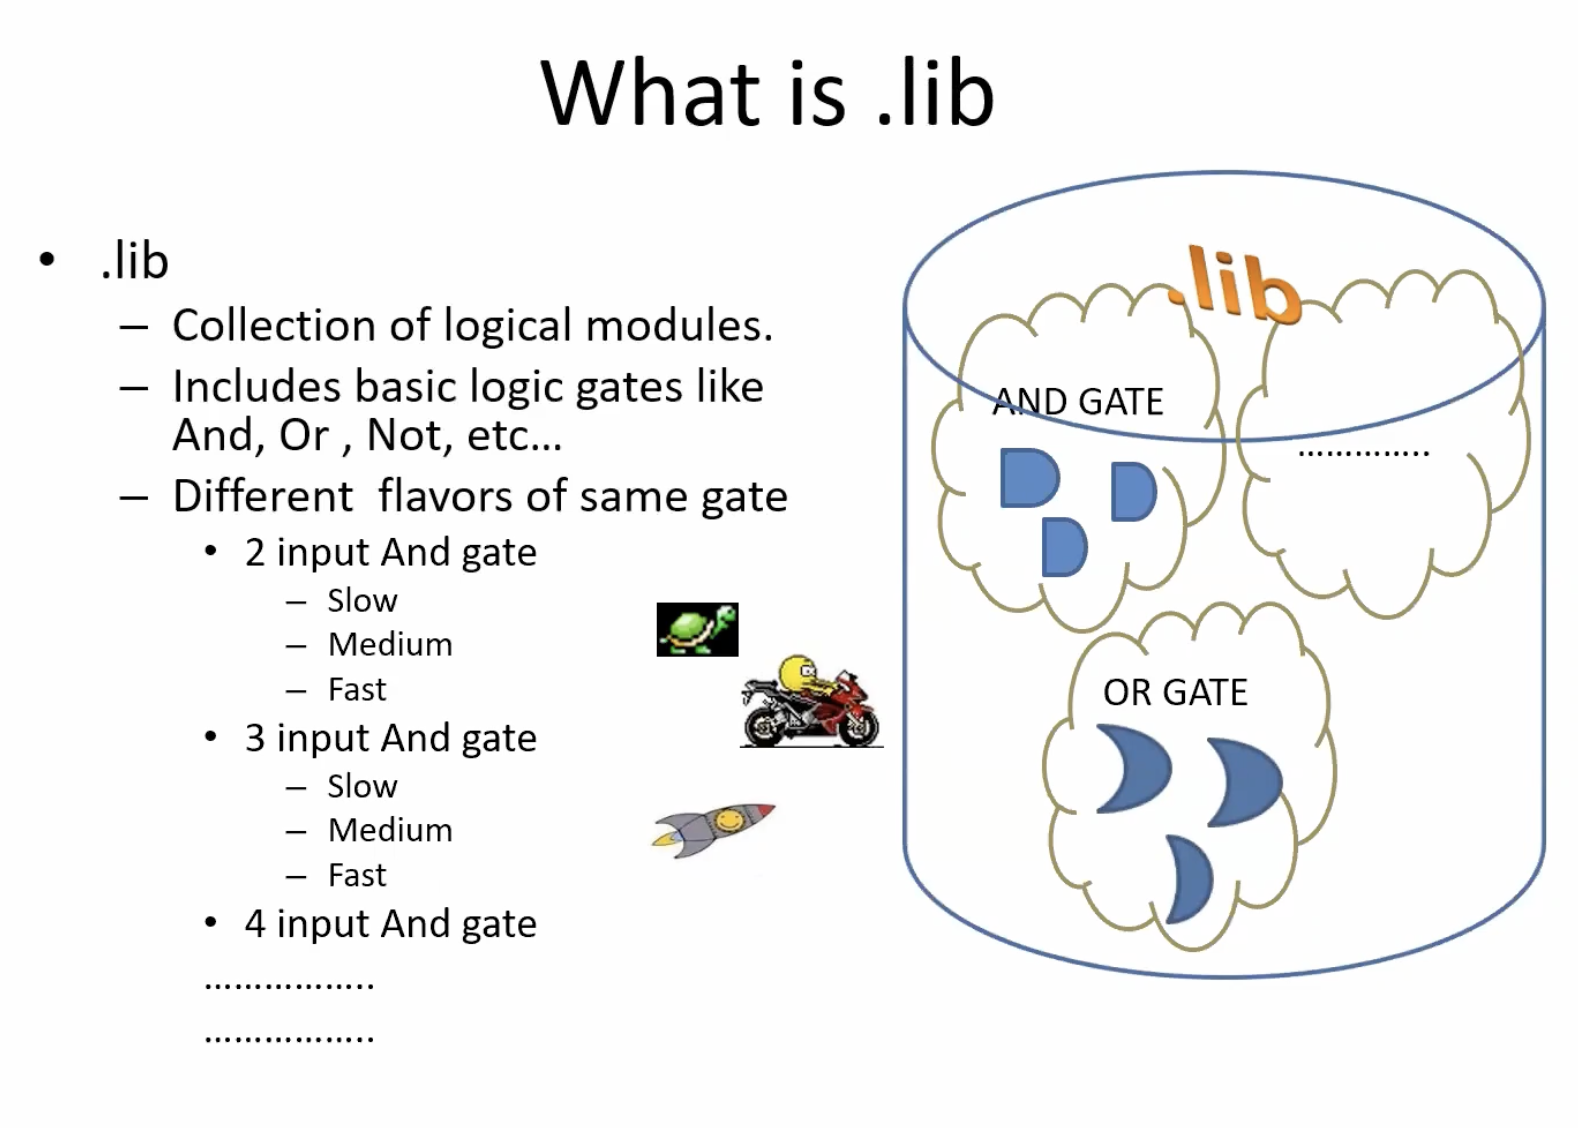 What is .lib
• .lib
– Collection of logical modules.
– Includes basic logic gates like
And, Or , Not, etc...
– Different  flavors of same gate
• 2 input And gate
– Slow
– Medium
– Fast
• 3 input And gate
– Slow
– Medium
– Fast
• 4 input And gate
……………..
……………..
.lib
AND GATE
…………..
OR GATE